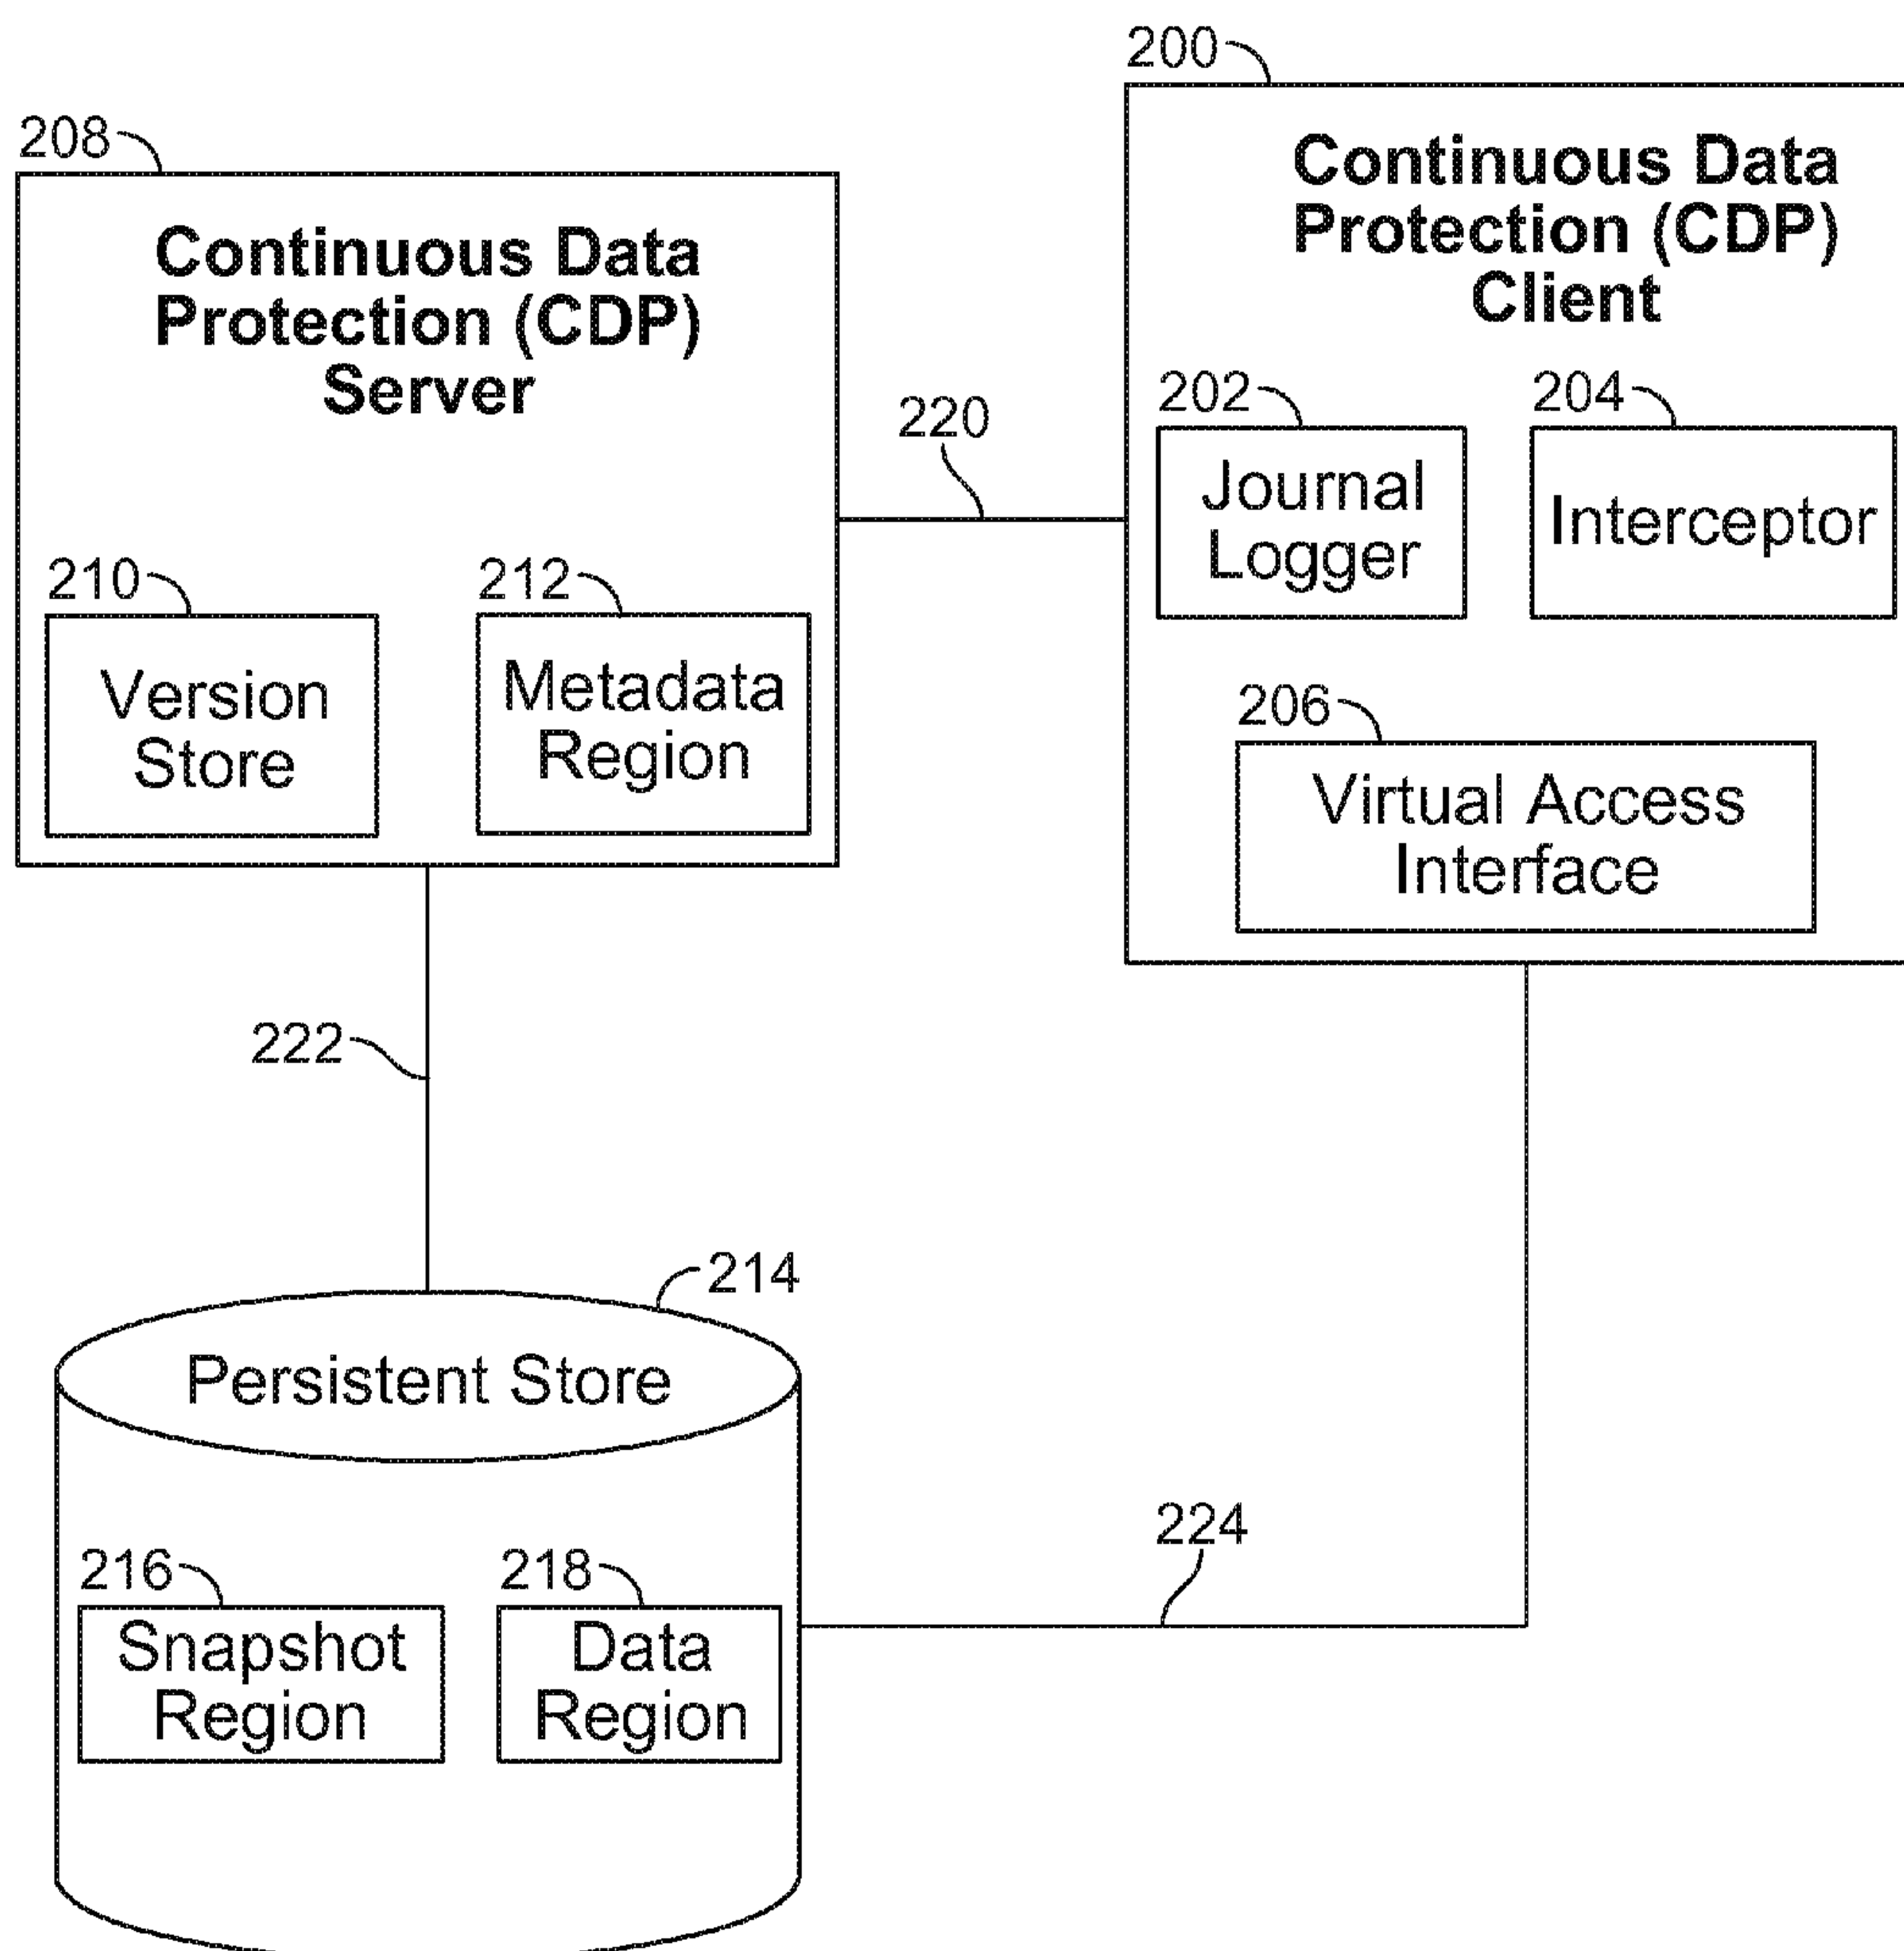 200
Continuous Data
Protection (CDP)
Client
202
Journal
Logger
204
Interceptor
206
Virtual Access
Interface
208
Continuous Data
Protection (CDP)
Server
210
Version
Store
212
Metadata
Region
220
222
214
Persistent Store
216
Snapshot
Region
218
Data
Region
224